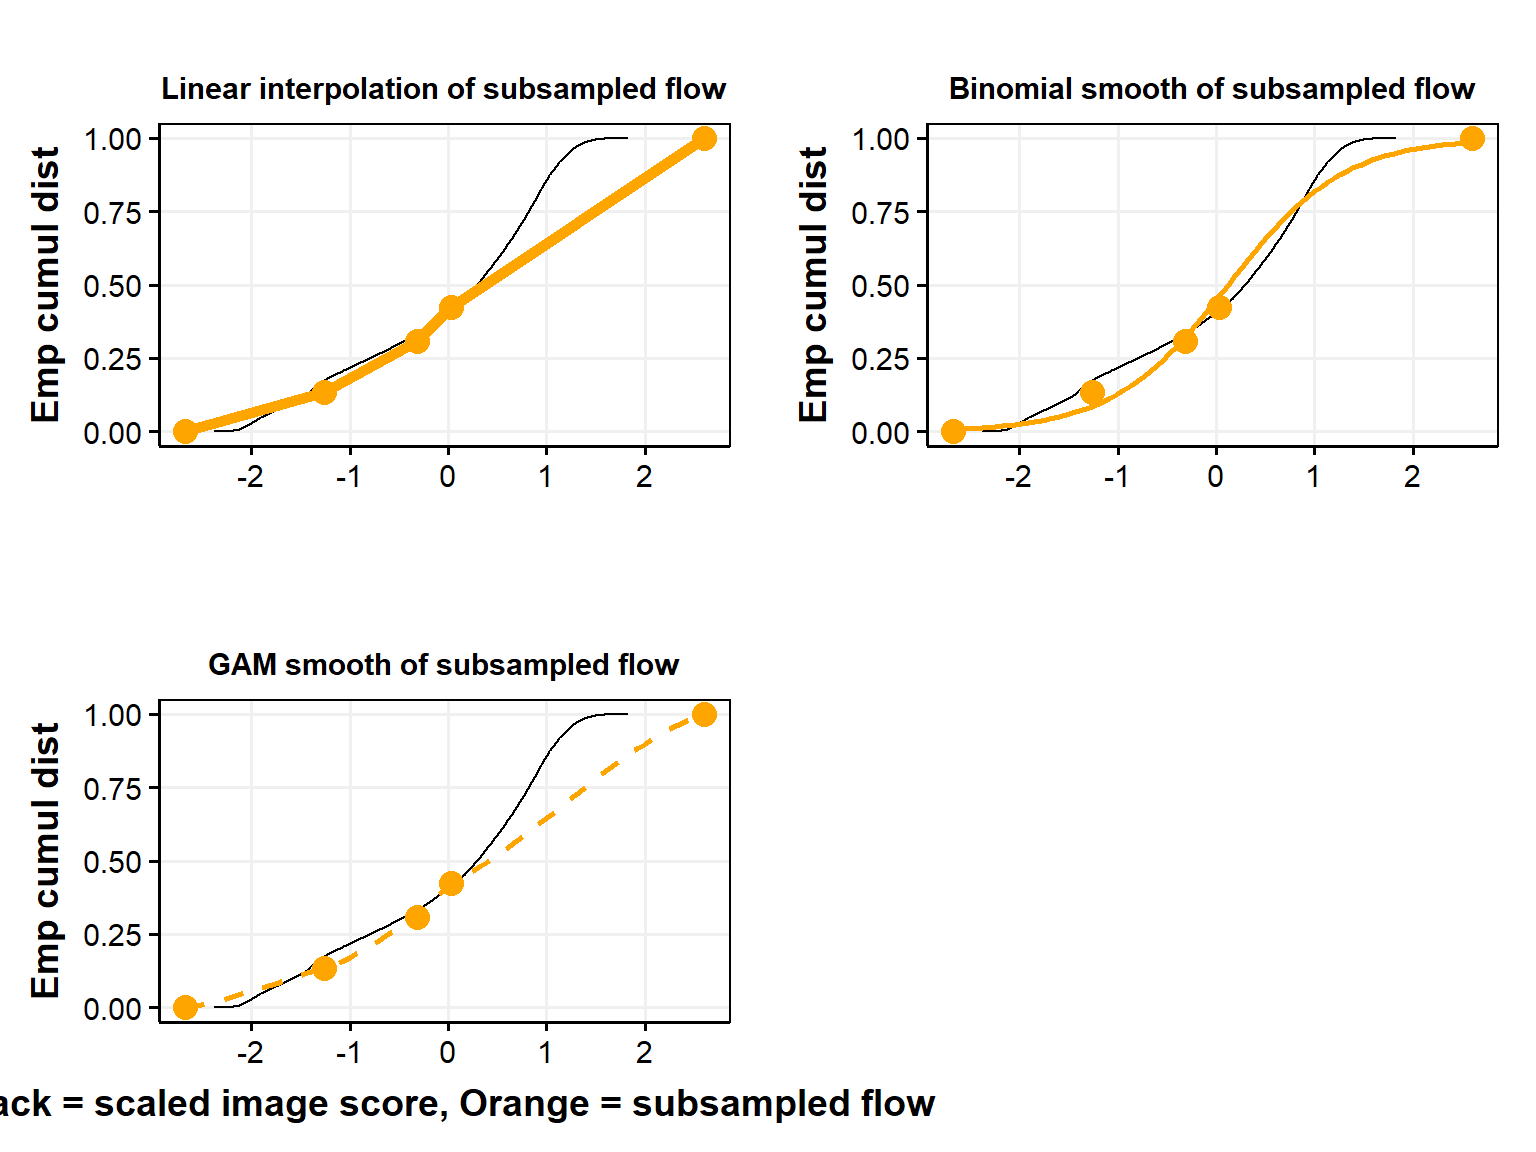 Linear interpolation of subsampled flow
Emp cumul dist
1.00
0.75
0.50
0.25
0.00
-2 -1 0 1 2
Binomial smooth of subsampled flow
Emp cumul dist
1.00
0.75
0.50
0.25
0.00
-2 -1 0 1 2
GAM smooth of subsampled flow
Emp cumul dist
1.00
0.75
0.50
0.25
0.00
-2 -1 0 1 2
= scaled image score, Orange = subsampled flow